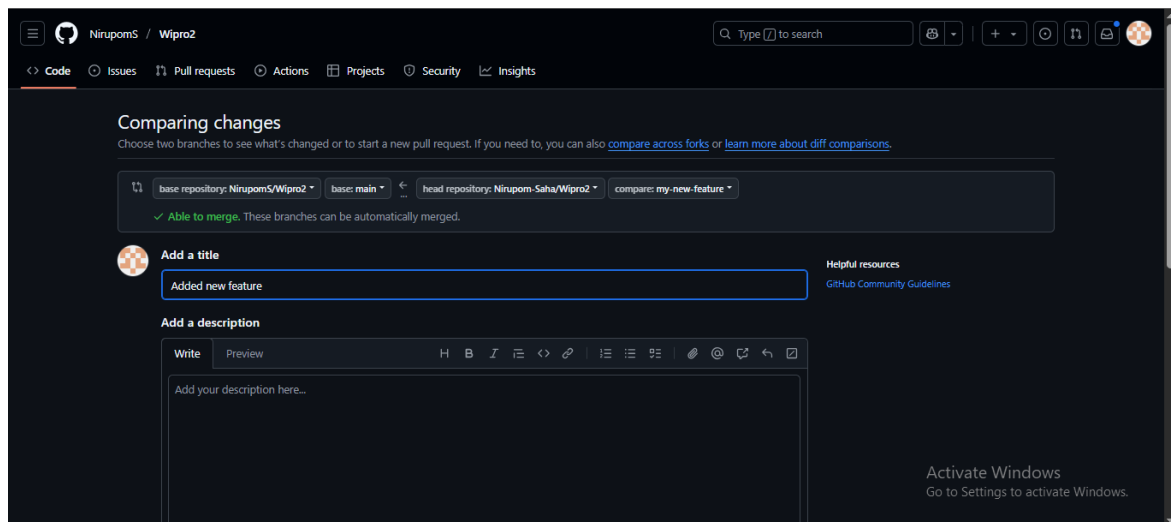 NirupomS / Wipro2
Type / to search
Code Issues Pull requests Actions Projects Security Insights
Comparing changes
Choose two branches to see what's changed or to start a new pull request. If you need to, you can also compare across forks or learn more about diff comparisons.
base repository: NirupomS/Wipro2 base: main ← ... head repository: Nirupom-Saha/Wipro2 compare: my-new-feature
✓ Able to merge. These branches can be automatically merged.
Add a title
Helpful resources
Added new feature
GitHub Community Guidelines
Add a description
Write Preview H B I
Add your description here...
Activate Windows
Go to Settings to activate Windows.